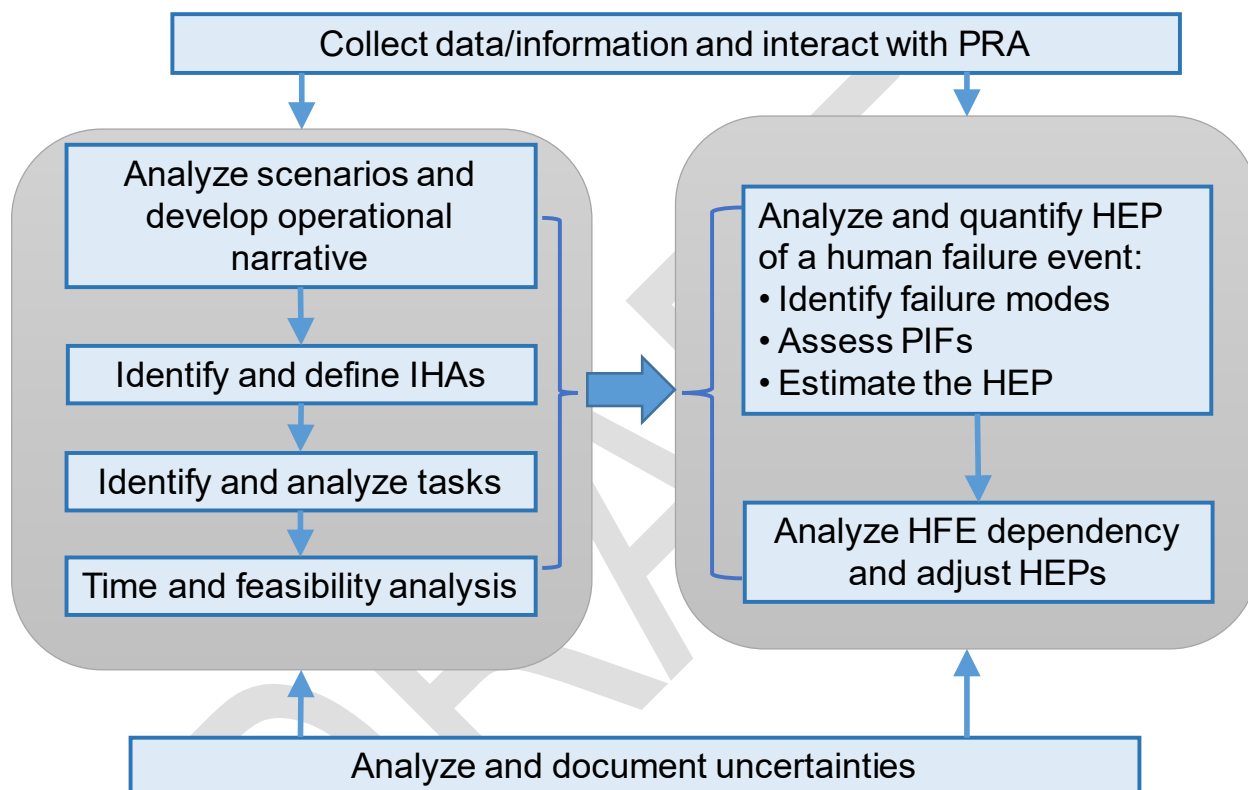 Collect data/information and interact with PRA
Analyze scenarios and
develop operational
narrative
Identify and define IHAs
Identify and analyze tasks
Time and feasibility analysis
Analyze and quantify HEP
of a human failure event:
• Identify failure modes
• Assess PIFs
• Estimate the HEP
Analyze HFE dependency
and adjust HEPs
Analyze and document uncertainties